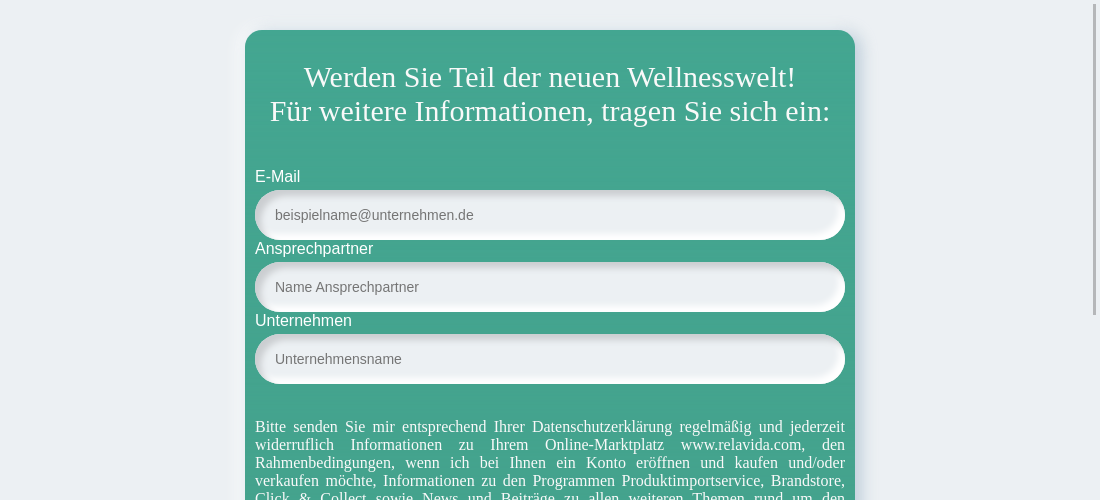 Werden Sie Teil der neuen Wellnesswelt!
Für weitere Informationen, tragen Sie sich ein:
E-Mail
beispielname@unternehmen.de
Ansprechpartner
Name Ansprechpartner
Unternehmen
Unternehmensname
Bitte senden Sie mir entsprechend Ihrer Datenschutzerklärung regelmäßig und jederzeit
widerruflich Informationen zu Ihrem Online-Marktplatz www.relavida.com, den
Rahmenbedingungen, wenn ich bei Ihnen ein Konto eröffnen und kaufen und/oder
verkaufen möchte, Informationen zu den Programmen Produktimportservice, Brandstore,
Click & Collect sowie News und Beiträge zu allen weiteren Themen rund um den